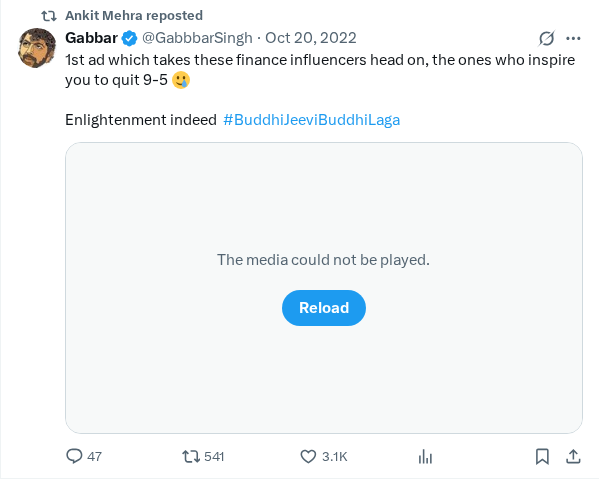 Ankit Mehra reposted
Gabbar @GabbbarSingh · Oct 20, 2022
1st ad which takes these finance influencers head on, the ones who inspire
you to quit 9-5 🥲
Enlightenment indeed #BuddhiJeeviBuddhiLaga
The media could not be played.
Reload
47 541 3.1K